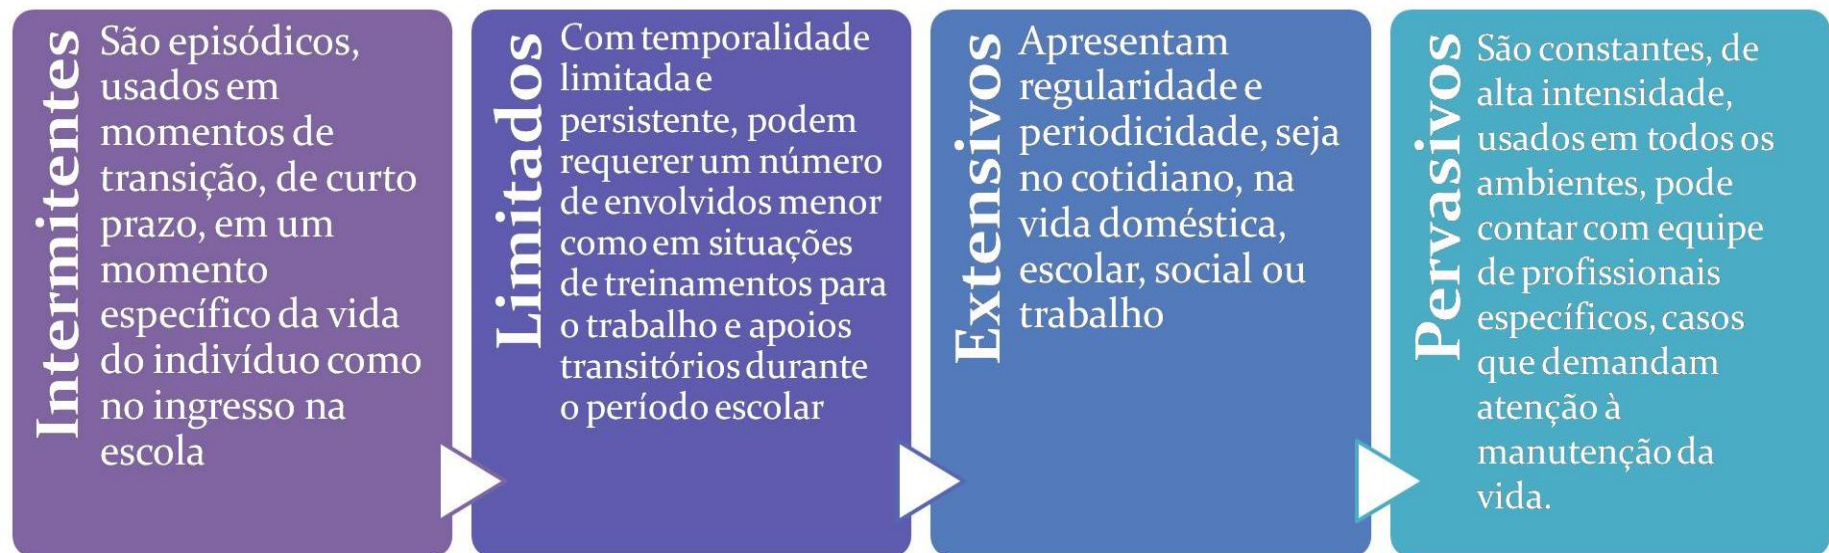 Intermitentes
São episódicos,
usados em
momentos de
transição, de curto
prazo, em um
momento
específico da vida
do indivíduo como
no ingresso na
escola
Limitados
Com temporalidade
limitada e
persistente, podem
requerer um número
de envolvidos menor
como em situações
de treinamentos para
o trabalho e apoios
transitórios durante
o período escolar
Extensivos
Apresentam
regularidade e
periodicidade, seja
no cotidiano, na
vida doméstica,
escolar, social ou
trabalho
Pervasivos
São constantes, de
alta intensidade,
usados em todos os
ambientes, pode
contar com equipe
de profissionais
específicos, casos
que demandam
atenção à
manutenção da
vida.